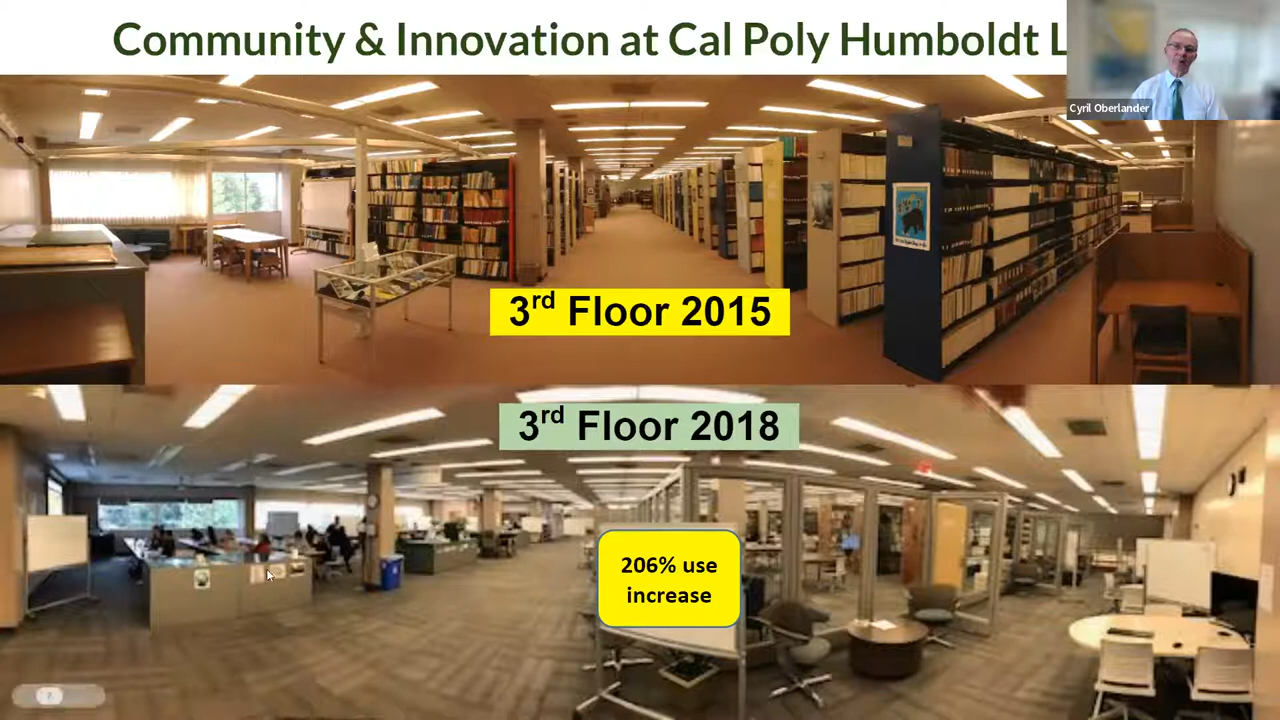 Community & Innovation at Cal Poly Humboldt L
Cyril Oberlander
3rd Floor 2015
3rd Floor 2018
206% use
increase